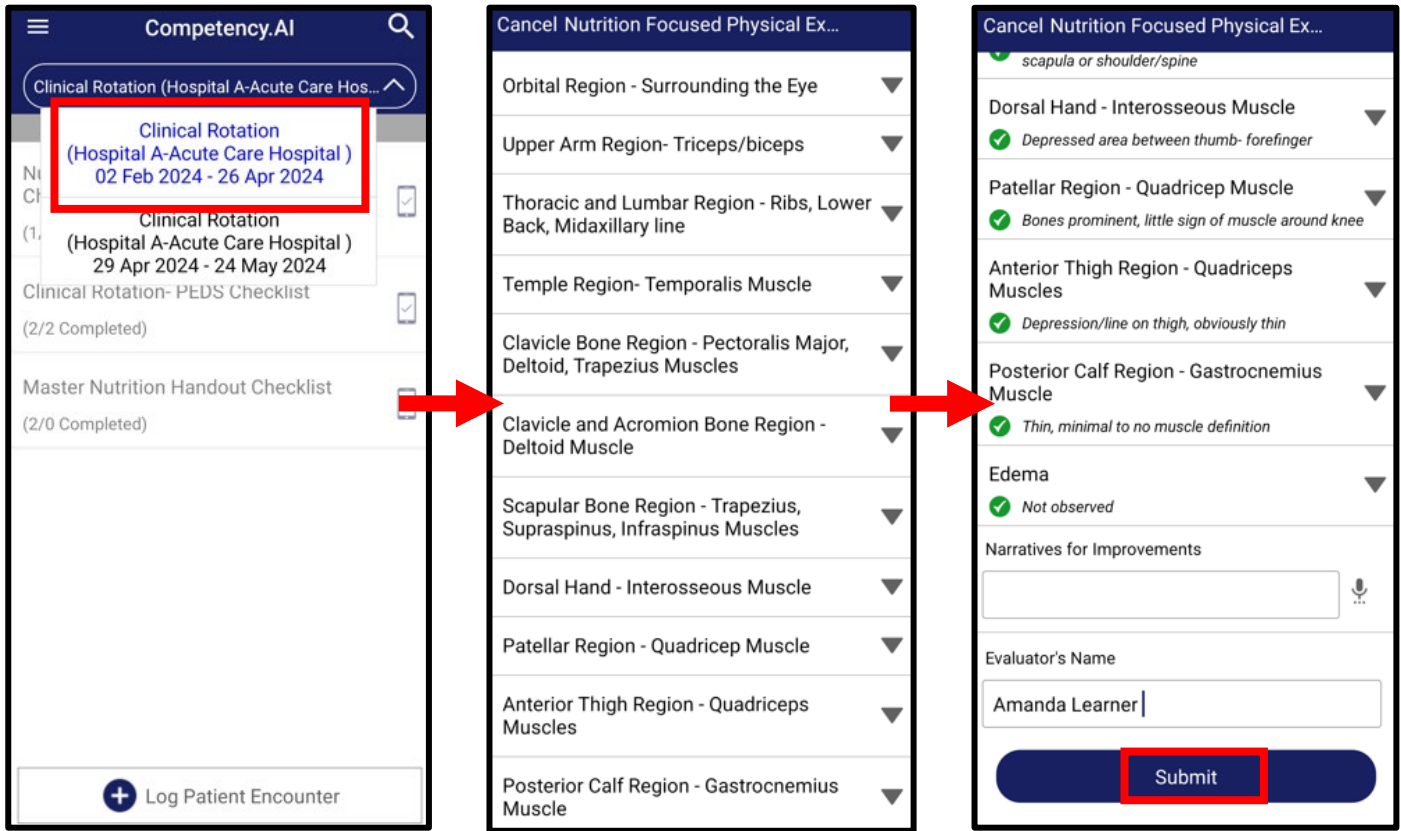 Competency.AI
Clinical Rotation (Hospital A-Acute Care Hos...
Clinical Rotation
(Hospital A-Acute Care Hospital )
02 Feb 2024 - 26 Apr 2024
Clinical Rotation
(Hospital A-Acute Care Hospital )
29 Apr 2024 - 24 May 2024
Clinical Rotation- PEDS Checklist
(2/2 Completed)
Master Nutrition Handout Checklist
(2/0 Completed)
Log Patient Encounter
Cancel Nutrition Focused Physical Ex...
Orbital Region - Surrounding the Eye
Upper Arm Region- Triceps/biceps
Thoracic and Lumbar Region - Ribs, Lower
Back, Midaxillary line
Temple Region- Temporalis Muscle
Clavicle Bone Region - Pectoralis Major,
Deltoid, Trapezius Muscles
Clavicle and Acromion Bone Region -
Deltoid Muscle
Scapular Bone Region - Trapezius,
Supraspinus, Infraspinus Muscles
Dorsal Hand - Interosseous Muscle
Patellar Region - Quadricep Muscle
Anterior Thigh Region - Quadriceps
Muscles
Posterior Calf Region - Gastrocnemius
Muscle
Cancel Nutrition Focused Physical Ex...
scapula or shoulder/spine
Dorsal Hand - Interosseous Muscle
Depressed area between thumb- forefinger
Patellar Region - Quadricep Muscle
Bones prominent, little sign of muscle around knee
Anterior Thigh Region - Quadriceps
Muscles
Depression/line on thigh, obviously thin
Posterior Calf Region - Gastrocnemius
Muscle
Thin, minimal to no muscle definition
Edema
Not observed
Narratives for Improvements
Evaluator's Name
Amanda Learner
Submit